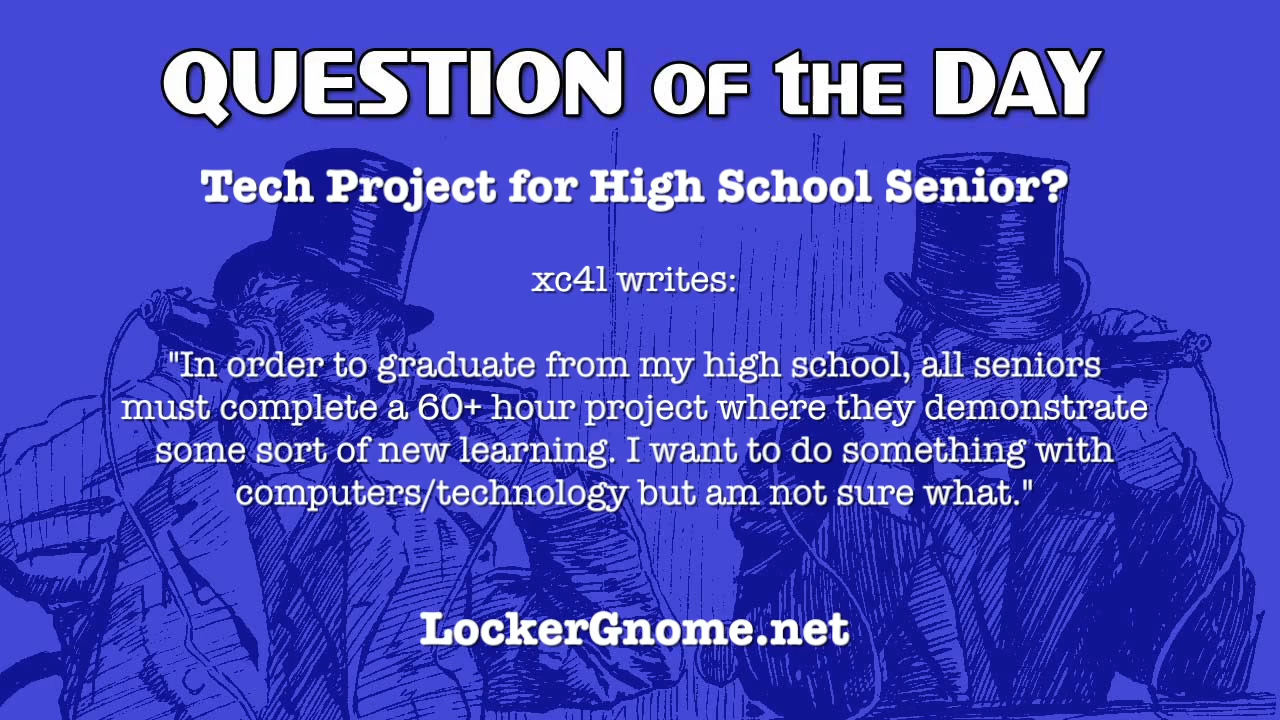 QUESTION OF THE DAY
Tech Project for High School Senior?
xc4l writes:
"In order to graduate from my high school, all seniors
must complete a 60+ hour project where they demonstrate
some sort of new learning. I want to do something with
computers/technology but am not sure what."
LockerGnome.net